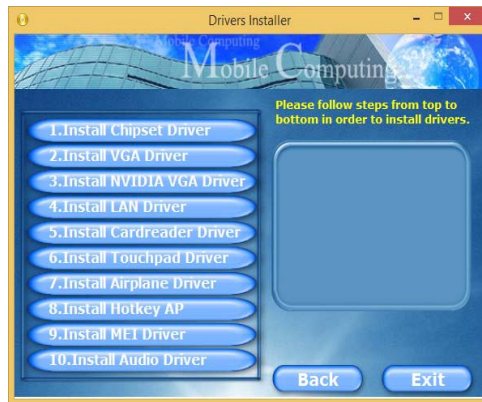 Drivers Installer
Mobile Computing
Mobile Computing
Please follow steps from top to
bottom in order to install drivers.
1.Install Chipset Driver
2.Install VGA Driver
3.Install NVIDIA VGA Driver
4.Install LAN Driver
5.Install Cardreader Driver
6.Install Touchpad Driver
7.Install Airplane Driver
8.Install Hotkey AP
9.Install MEI Driver
10.Install Audio Driver
Back
Exit